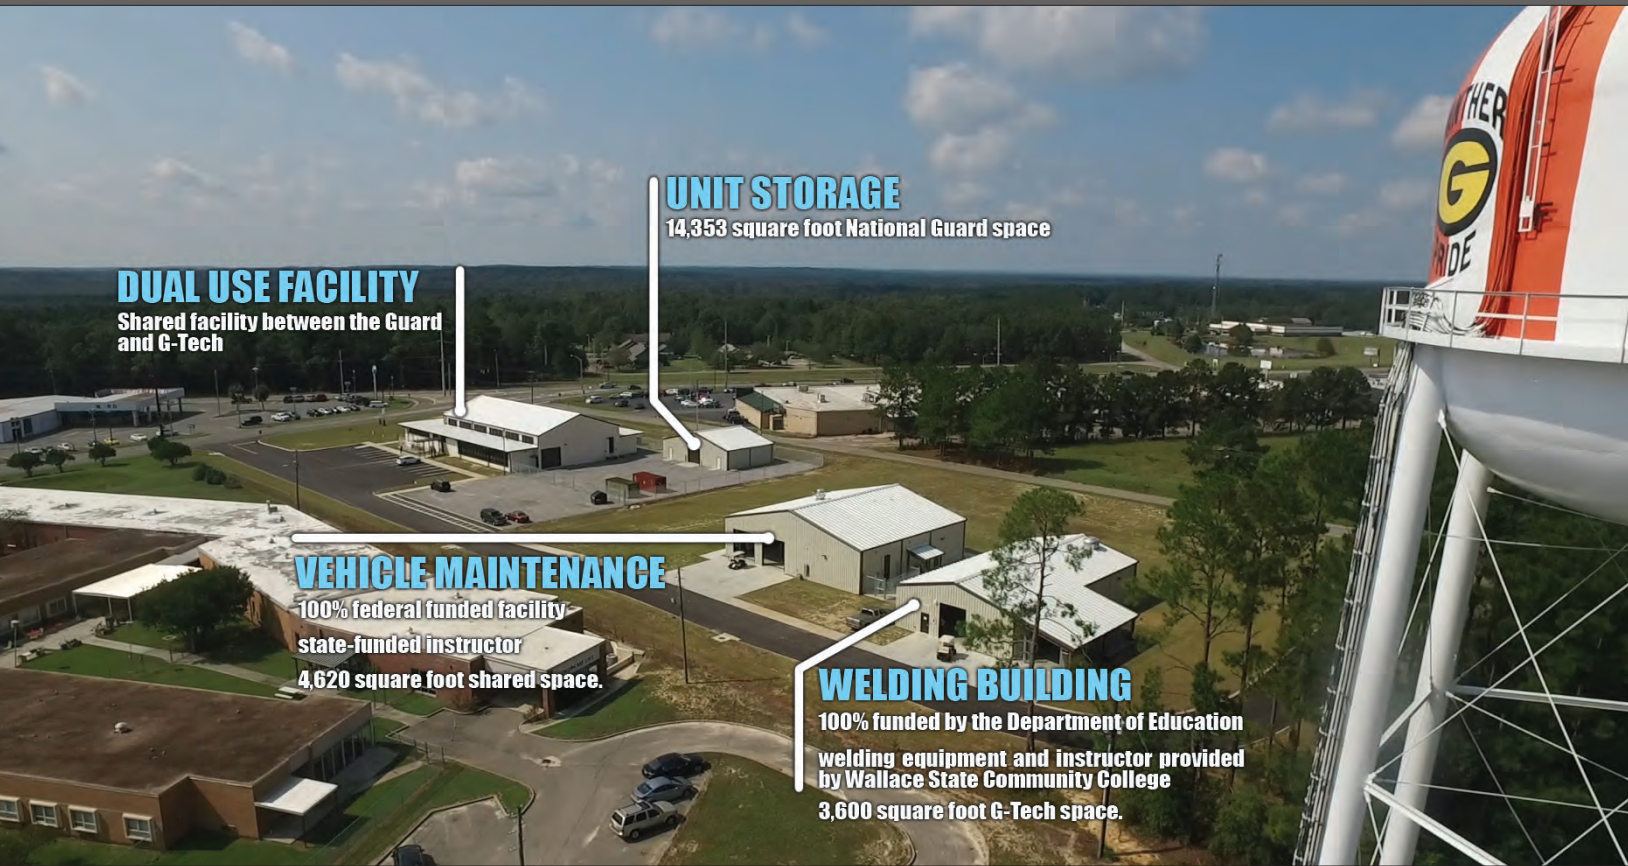 UNIT STORAGE
14,353 square foot National Guard space
DUAL USE FACILITY
Shared facility between the Guard
and G-Tech
VEHICLE MAINTENANCE
100% federal funded facility
state-funded instructor
4,620 square foot shared space.
WELDING BUILDING
100% funded by the Department of Education
welding equipment and instructor provided
by Wallace State Community College
3,600 square foot G-Tech space.
THER
G
RIDE